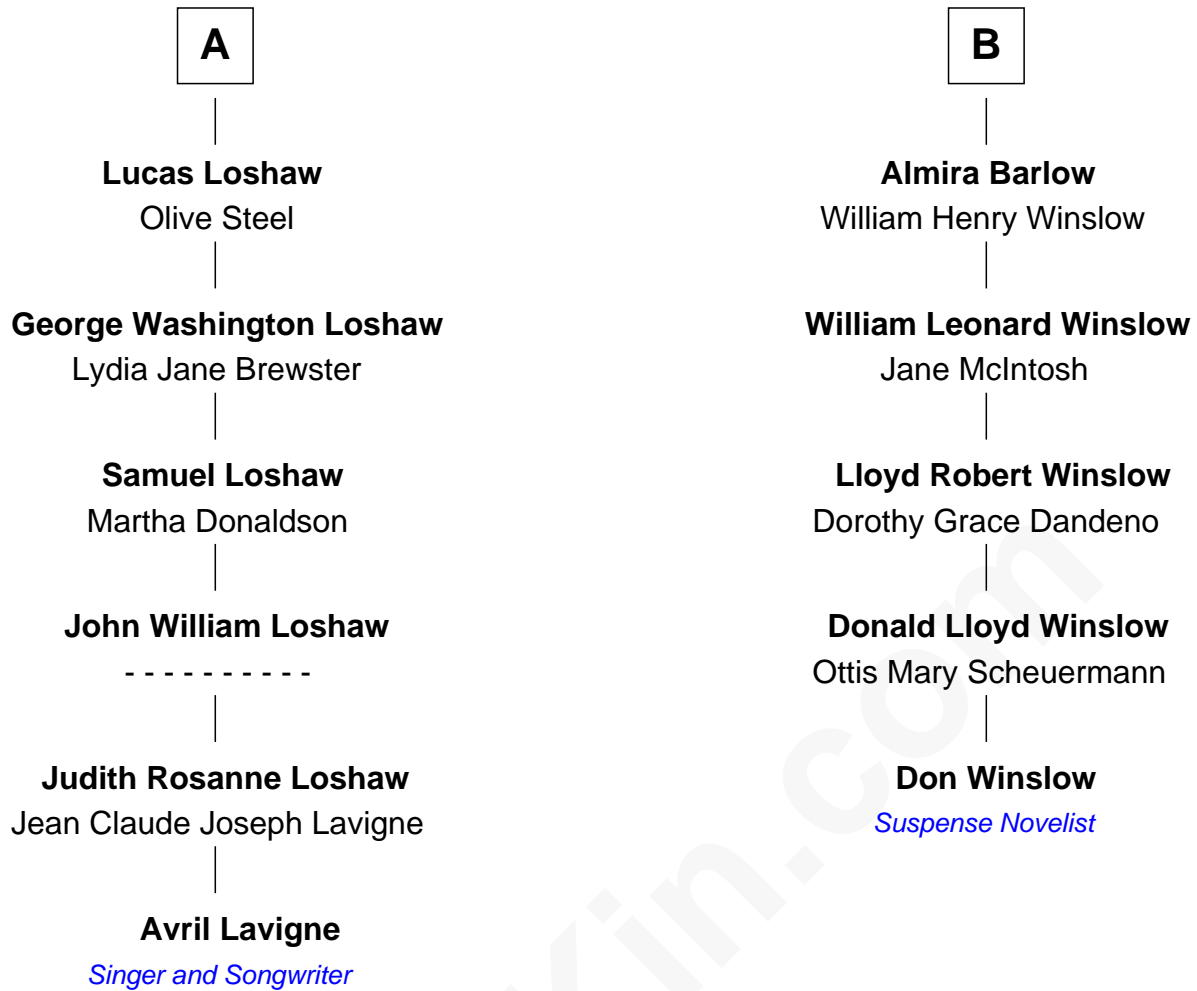 A
Lucas Loshaw
Olive Steel
George Washington Loshaw
Lydia Jane Brewster
Samuel Loshaw
Martha Donaldson
John William Loshaw
- - - - - - - - - -
Judith Rosanne Loshaw
Jean Claude Joseph Lavigne
Avril Lavigne
Singer and Songwriter
B
Almira Barlow
William Henry Winslow
William Leonard Winslow
Jane McIntosh
Lloyd Robert Winslow
Dorothy Grace Dandeno
Donald Lloyd Winslow
Ottis Mary Scheuermann
Don Winslow
Suspense Novelist